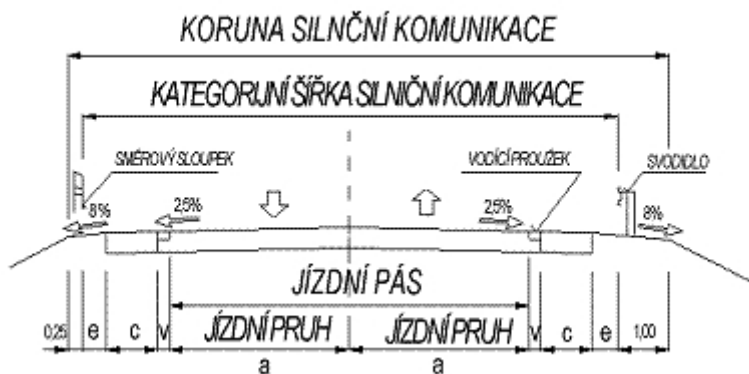 KORUNA SILNČNÍ KOMUNIKACE
KATEGORIJNÍ ŠÍŘKA SILNIČNÍ KOMUNIKACE
SMĚROVÝ SLOUPEK
VODÍCÍ PROUŽEK
SVODIDLO
8% 2,5% 2,5% 8%
JÍZDNÍ PÁS
0,25 e c v JÍZDNÍ PRUH JÍZDNÍ PRUH v c e 1,00
a a